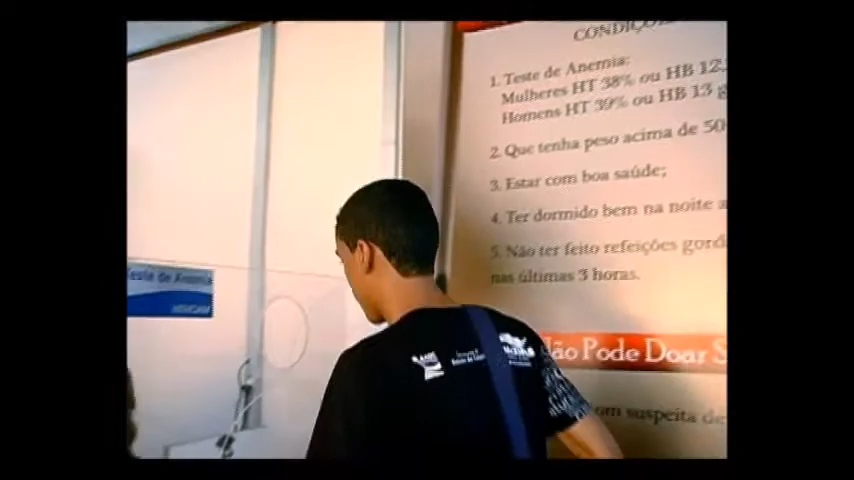 CONDIÇÕ
1. Teste de Anemia:
Mulheres HT 38% ou HB 12,
Homens HT 39% ou HB 13 g
2. Que tenha peso acima de 50
3. Estar com boa saúde;
4. Ter dormido bem na noite a
5. Não ter feito refeições gord
nas últimas 3 horas.
Teste de Anemia
HEMOAM
Não Pode Doar S
om suspeita de